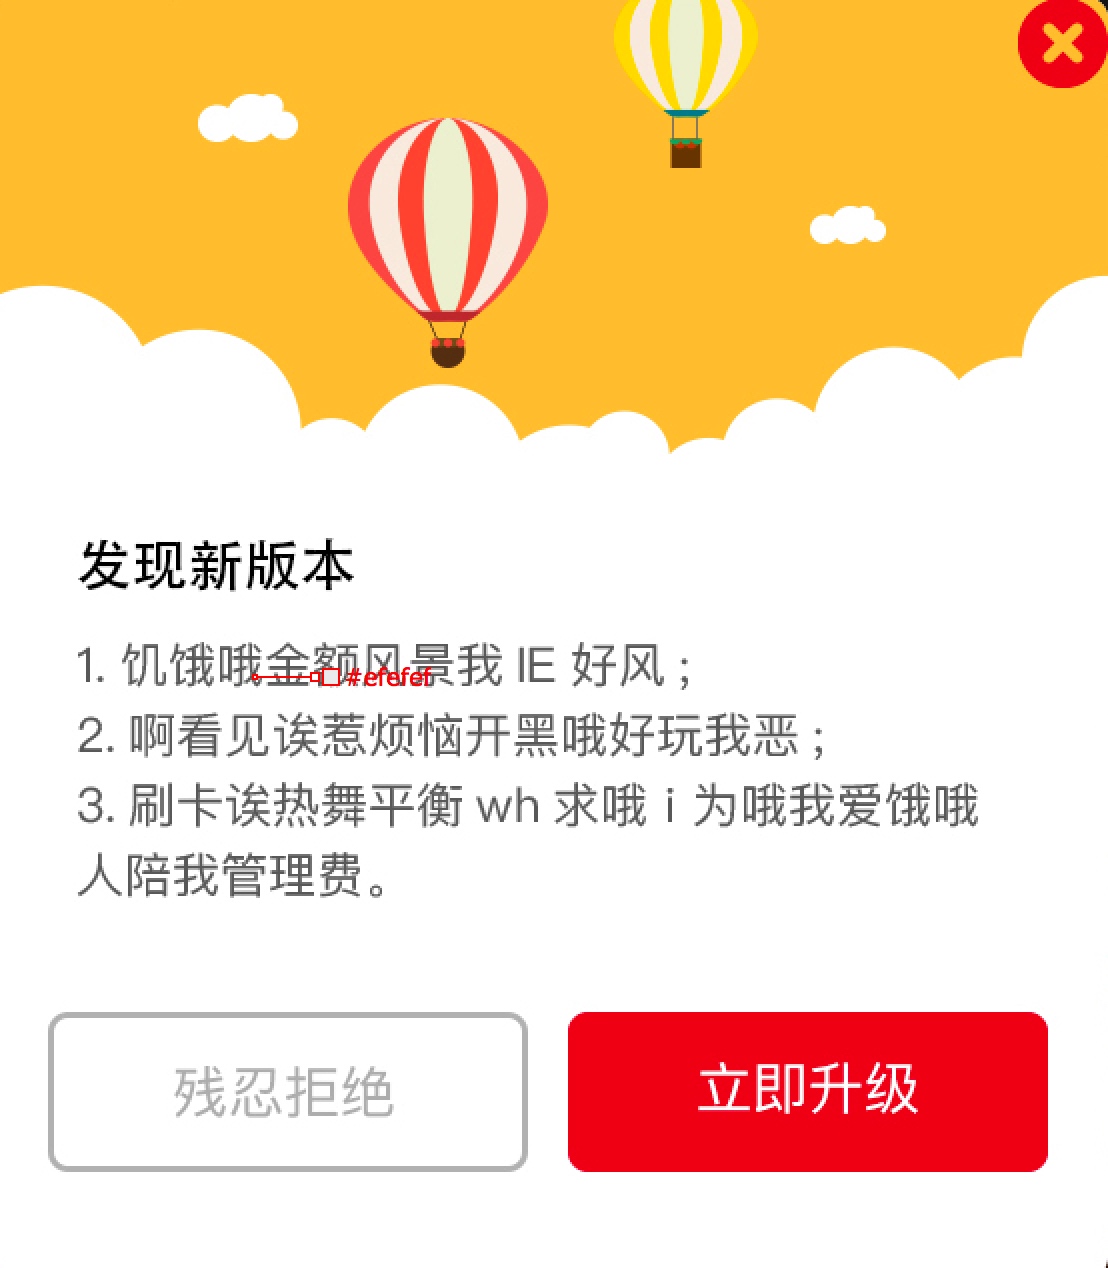 发现新版本
1. 饥饿哦金额风景我 IE 好风；
#efefef
2. 啊看见诶惹烦恼开黑哦好玩我恶；
3. 刷卡诶热舞平衡 wh 求哦 i 为哦我爱饿哦
人陪我管理费。
残忍拒绝
立即升级